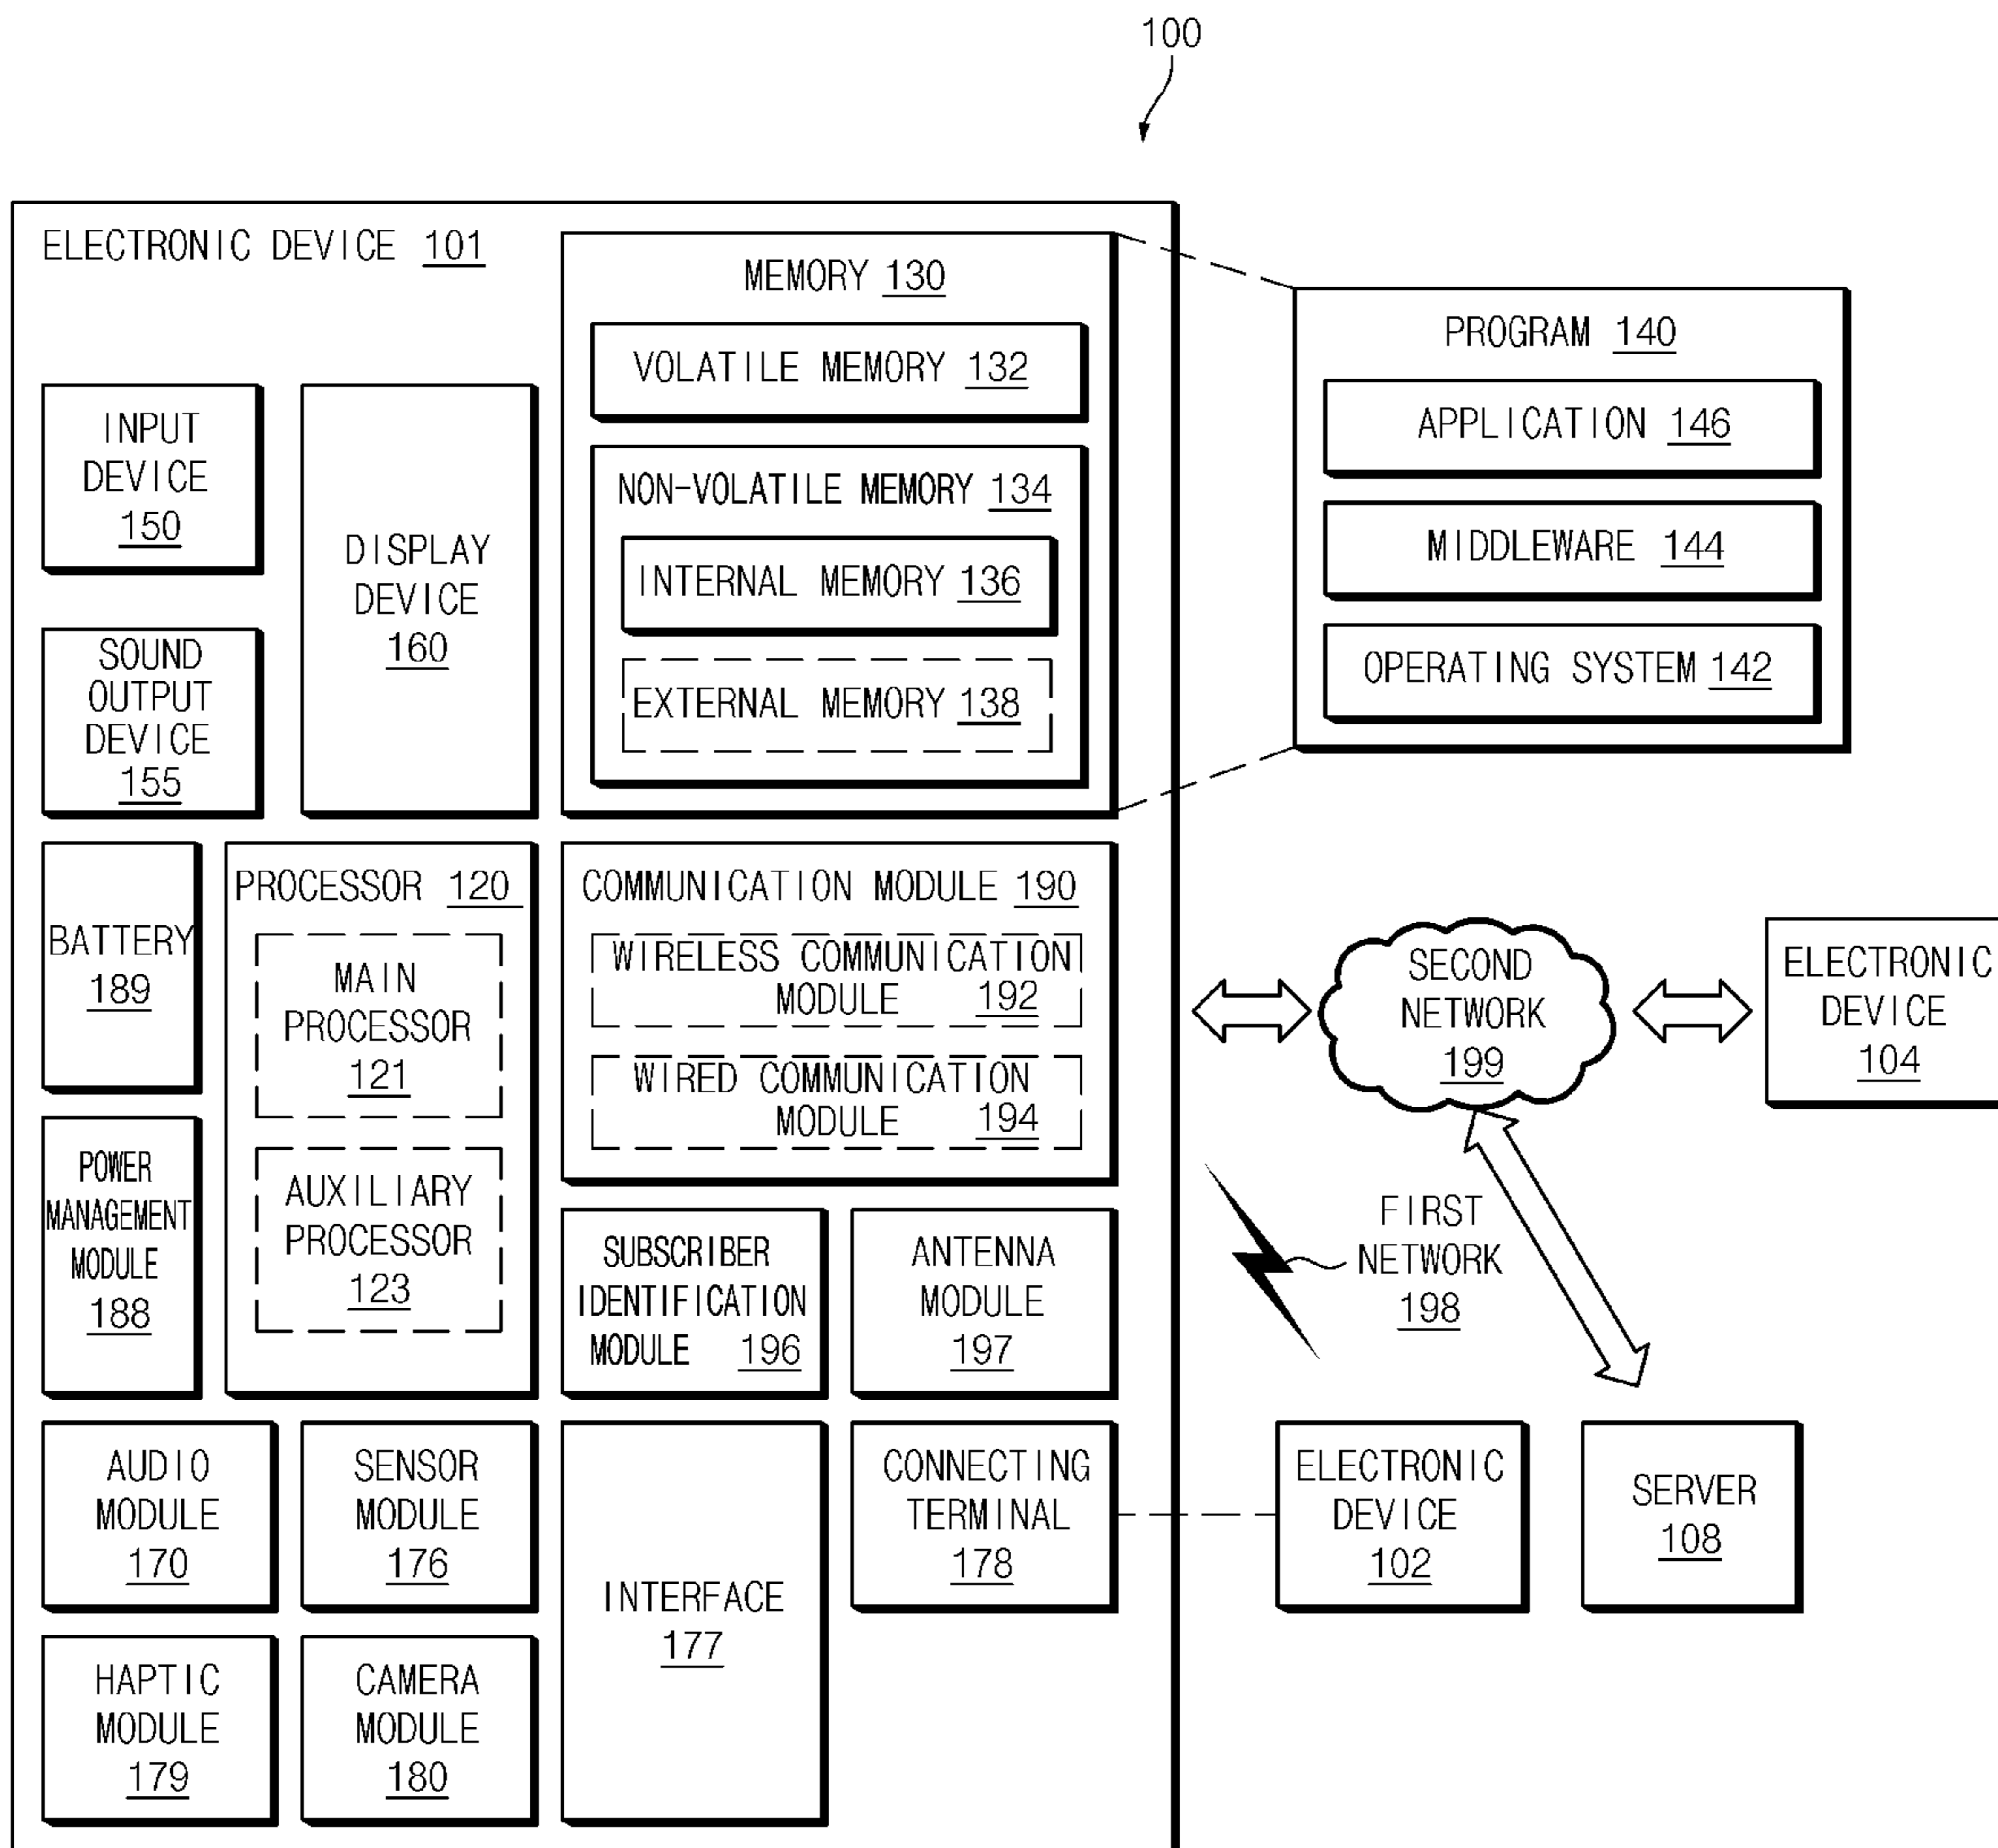 100
ELECTRONIC DEVICE 101
MEMORY 130
VOLATILE MEMORY 132
NON-VOLATILE MEMORY 134
INTERNAL MEMORY 136
EXTERNAL MEMORY 138
PROGRAM 140
APPLICATION 146
MIDDLEWARE 144
OPERATING SYSTEM 142
INPUT
DEVICE
150
DISPLAY
DEVICE
160
SOUND
OUTPUT
DEVICE
155
BATTERY
189
PROCESSOR 120
MAIN
PROCESSOR
121
AUXILIARY
PROCESSOR
123
POWER
MANAGEMENT
MODULE
188
COMMUNICATION MODULE 190
WIRELESS COMMUNICATION
MODULE 192
WIRED COMMUNICATION
MODULE 194
SECOND
NETWORK
199
ELECTRONIC
DEVICE
104
SUBSCRIBER
IDENTIFICATION
MODULE 196
ANTENNA
MODULE
197
FIRST
NETWORK
198
AUDIO
MODULE
170
SENSOR
MODULE
176
INTERFACE
177
CONNECTING
TERMINAL
178
ELECTRONIC
DEVICE
102
SERVER
108
HAPTIC
MODULE
179
CAMERA
MODULE
180